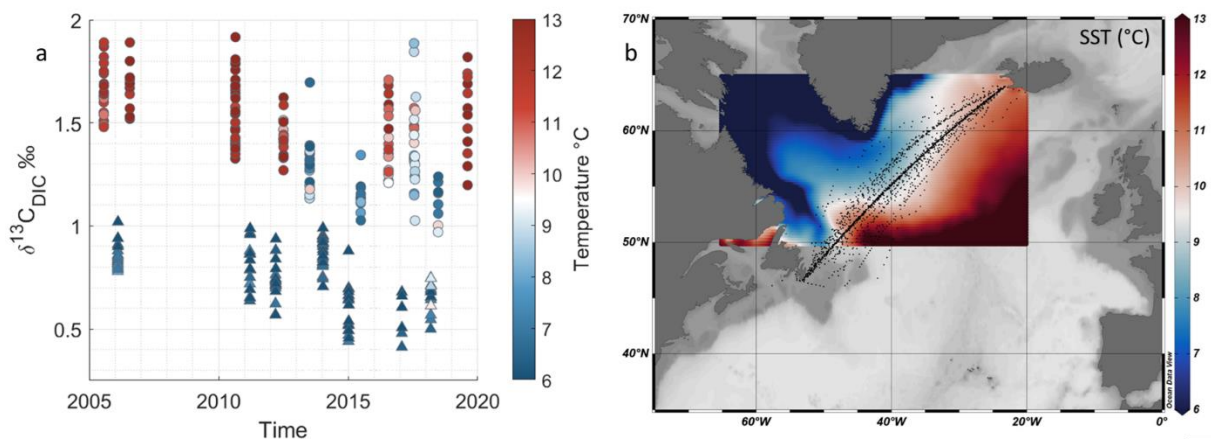 a
2
1.5
1
0.5
δ¹³C_DIC ‰
2005
2010
2015
2020
Time
13
12
11
10
9
8
7
6
Temperature °C
b
SST (°C)
70°N
60°N
50°N
40°N
60°W
40°W
20°W
0°
Ocean Data View
13
12
11
10
9
8
7
6